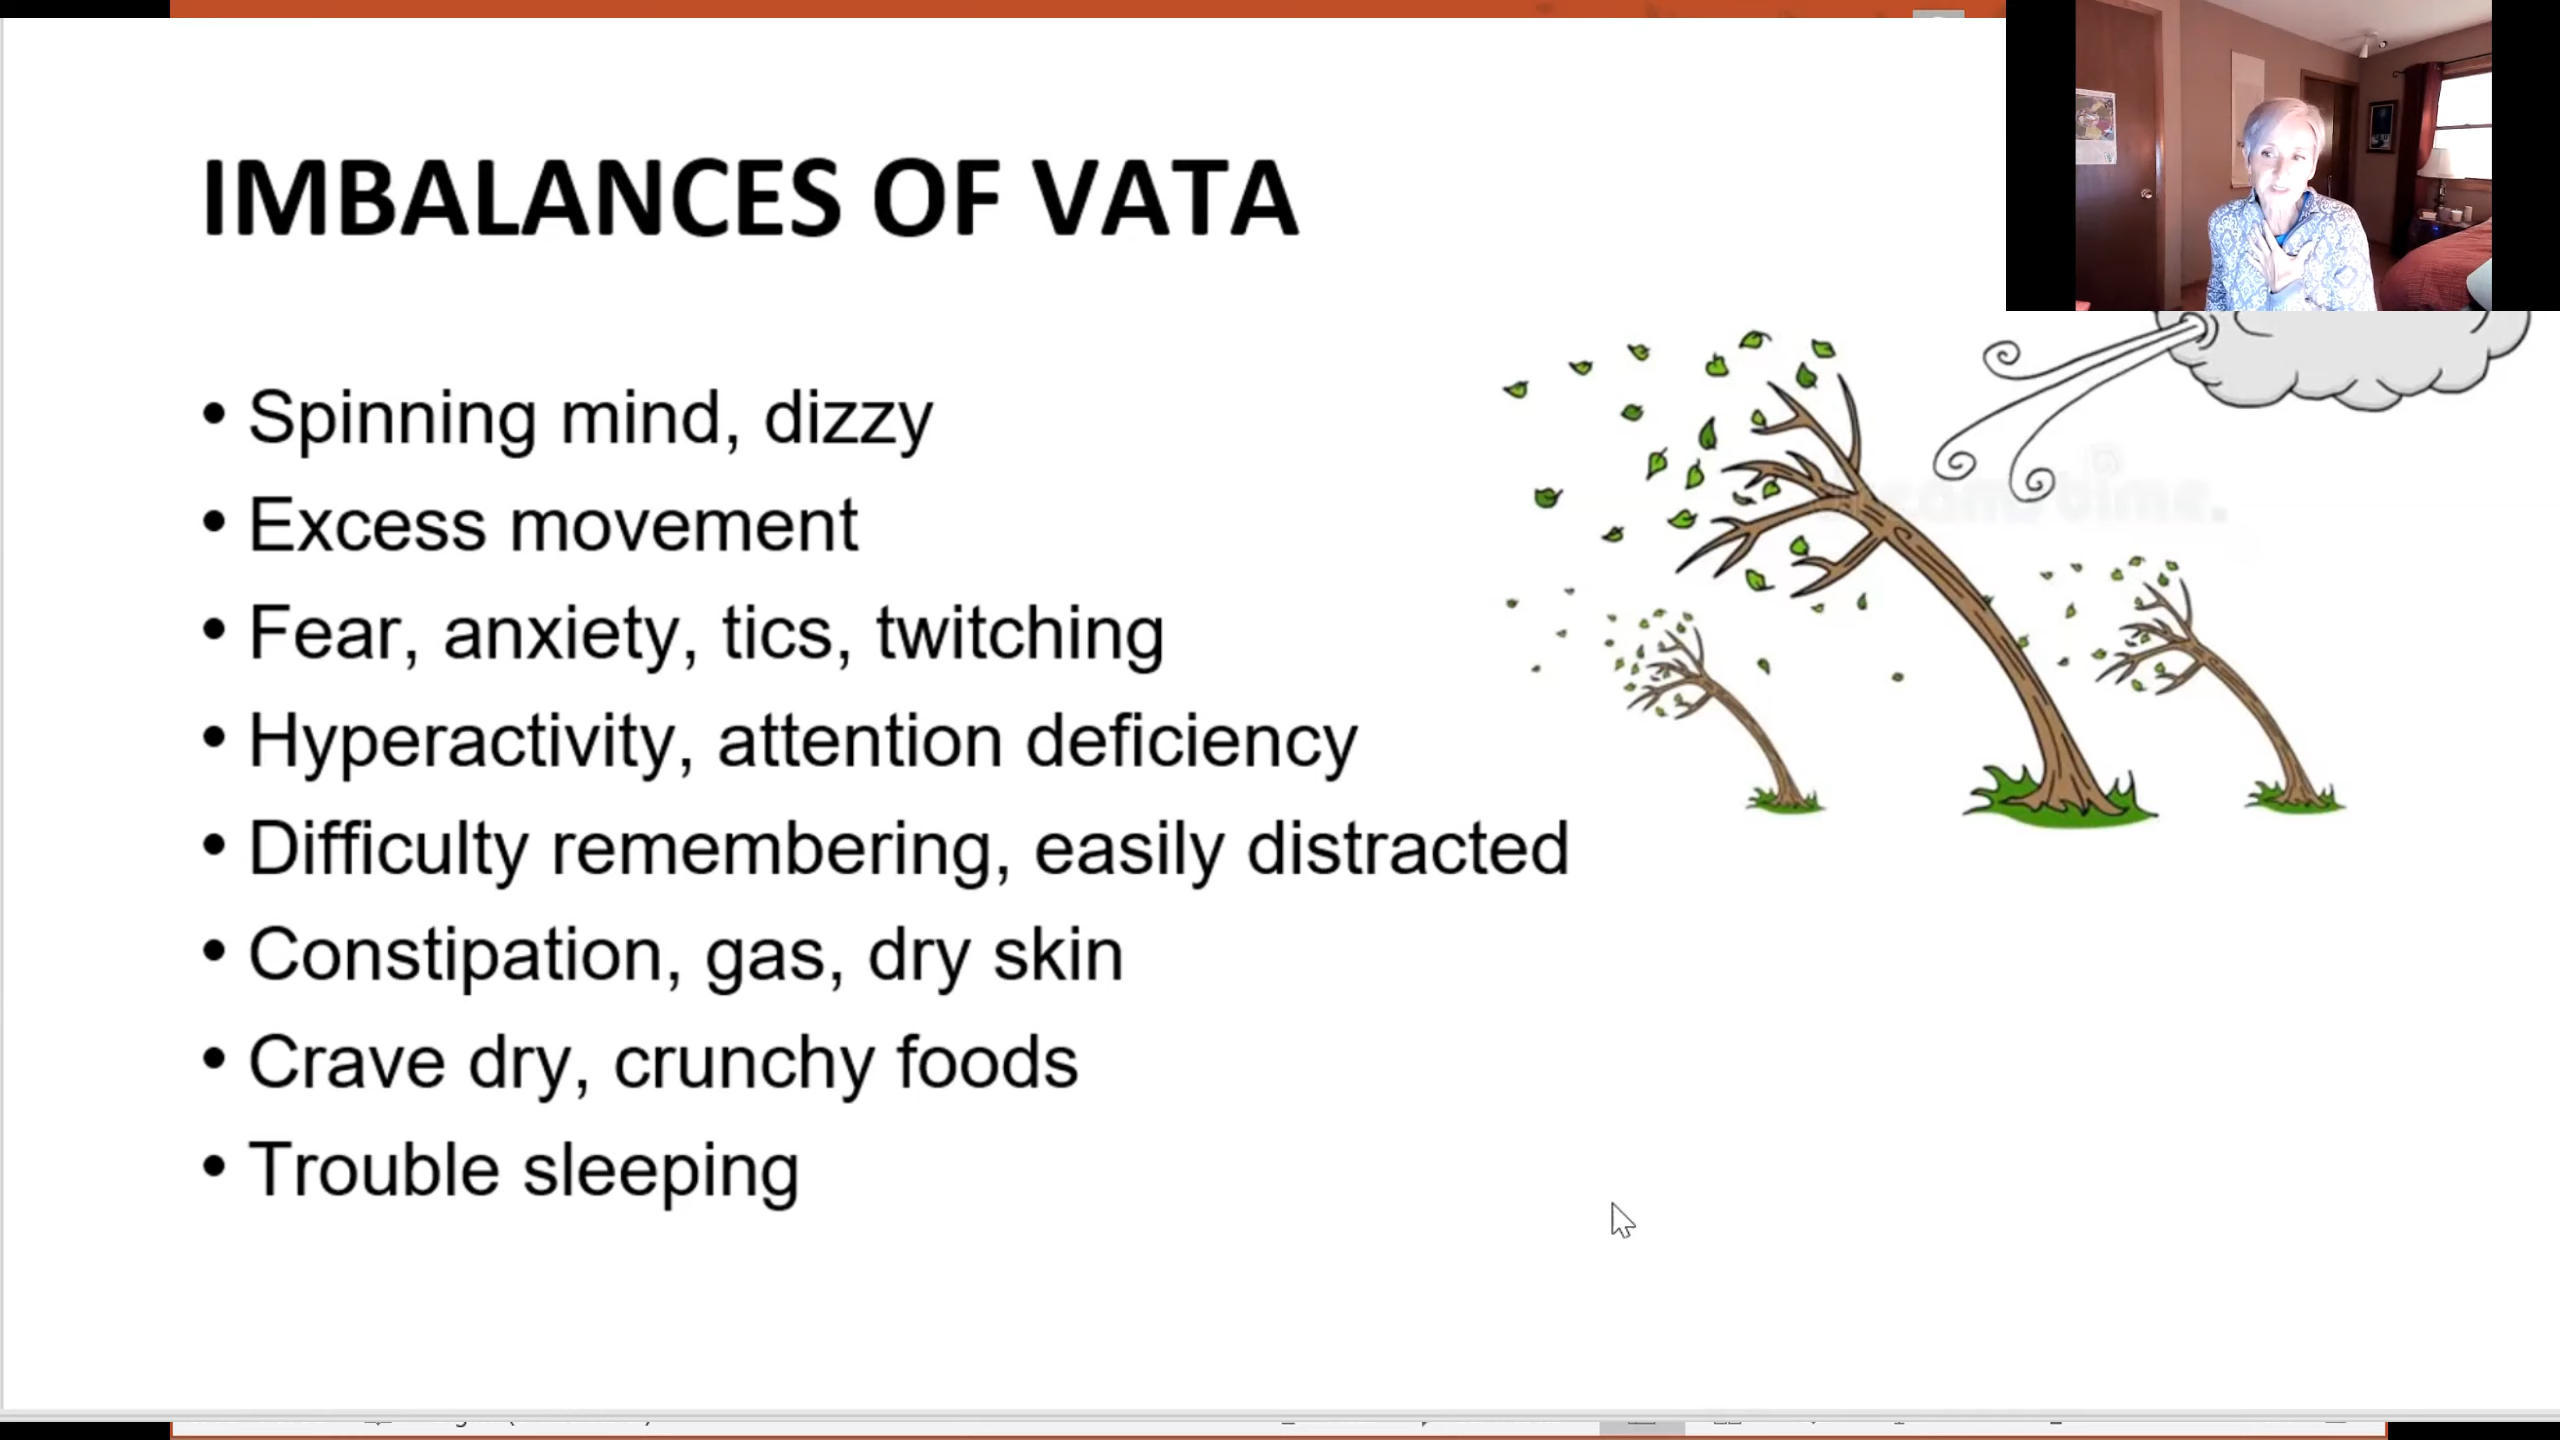 IMBALANCES OF VATA
• Spinning mind, dizzy
• Excess movement
• Fear, anxiety, tics, twitching
• Hyperactivity, attention deficiency
• Difficulty remembering, easily distracted
• Constipation, gas, dry skin
• Crave dry, crunchy foods
• Trouble sleeping